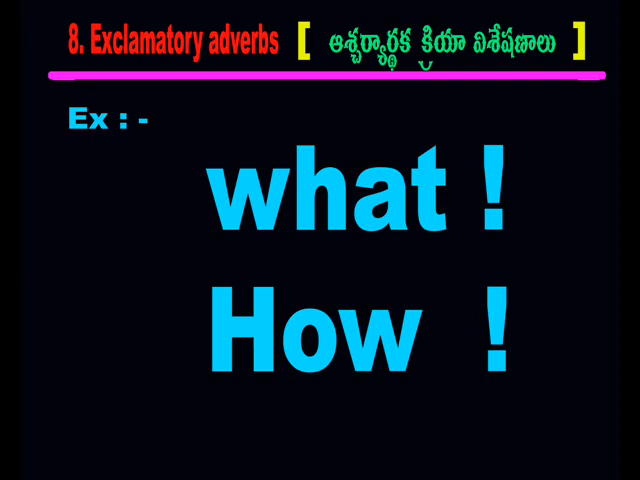 8. Exclamatory adverbs [ ఆశ్చర్యార్థక క్రియా విశేషణాలు ]
Ex : -
what !
How !